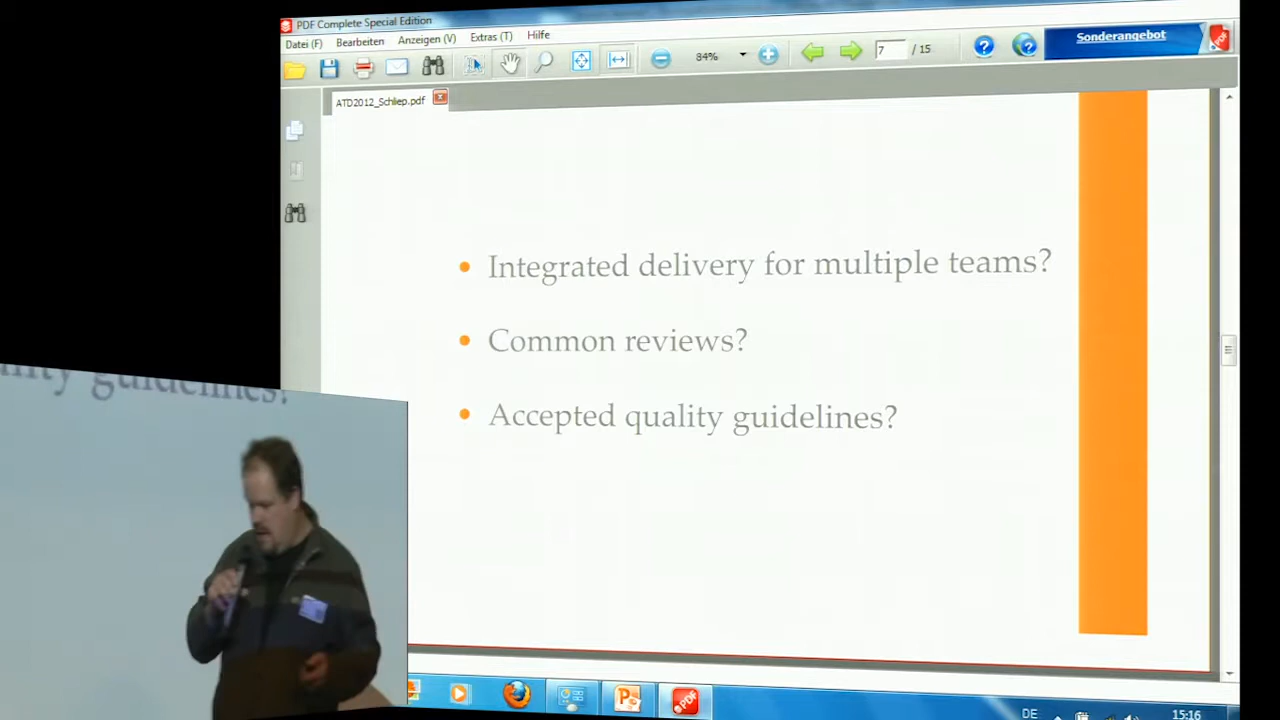 PDF Complete Special Edition
Datei (F) Bearbeiten Anzeigen (V) Extras (T) Hilfe
84% 7 / 15 Sonderangebot
ATD2012_Schliep.pdf
• Integrated delivery for multiple teams?
• Common reviews?
• Accepted quality guidelines?
guidelines?
DE 15:16